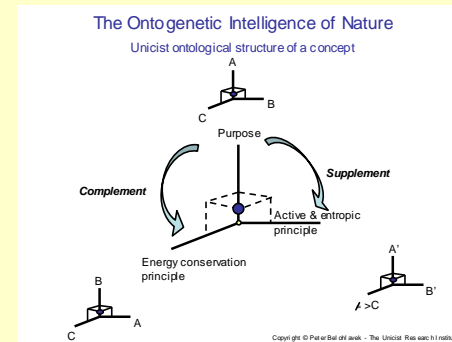 The Ontogenetic Intelligence of Nature
Unicist ontological structure of a concept
A
B
C
Purpose
Complement
Supplement
Active & entropic
principle
Energy conservation
principle
B
A
C
A'
B'
>C
Copyright © Peter Belohlavek - The Unicist Research